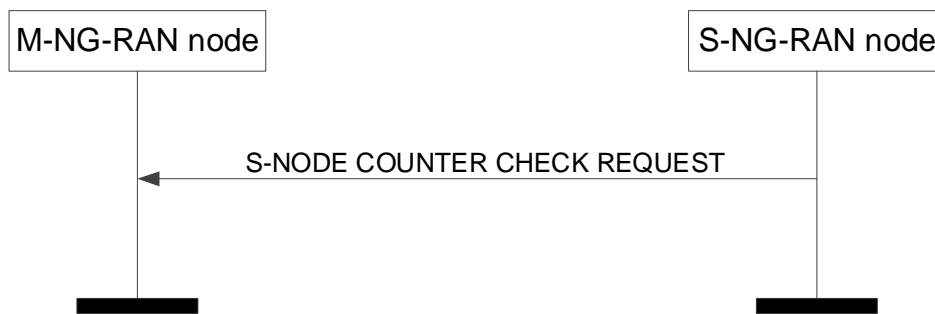 M-NG-RAN node
S-NG-RAN node
S-NODE COUNTER CHECK REQUEST